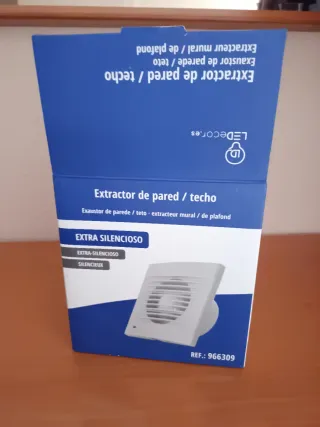 Extractor de pared / techo
Exaustor de parede / teto
Extracteur mural / de plafond
LEDecor.es
Extractor de pared / techo
Exaustor de parede / teto - extracteur mural / de plafond
EXTRA SILENCIOSO
EXTRA-SILENCIOSO
SILENCIEUX
REF.: 966309